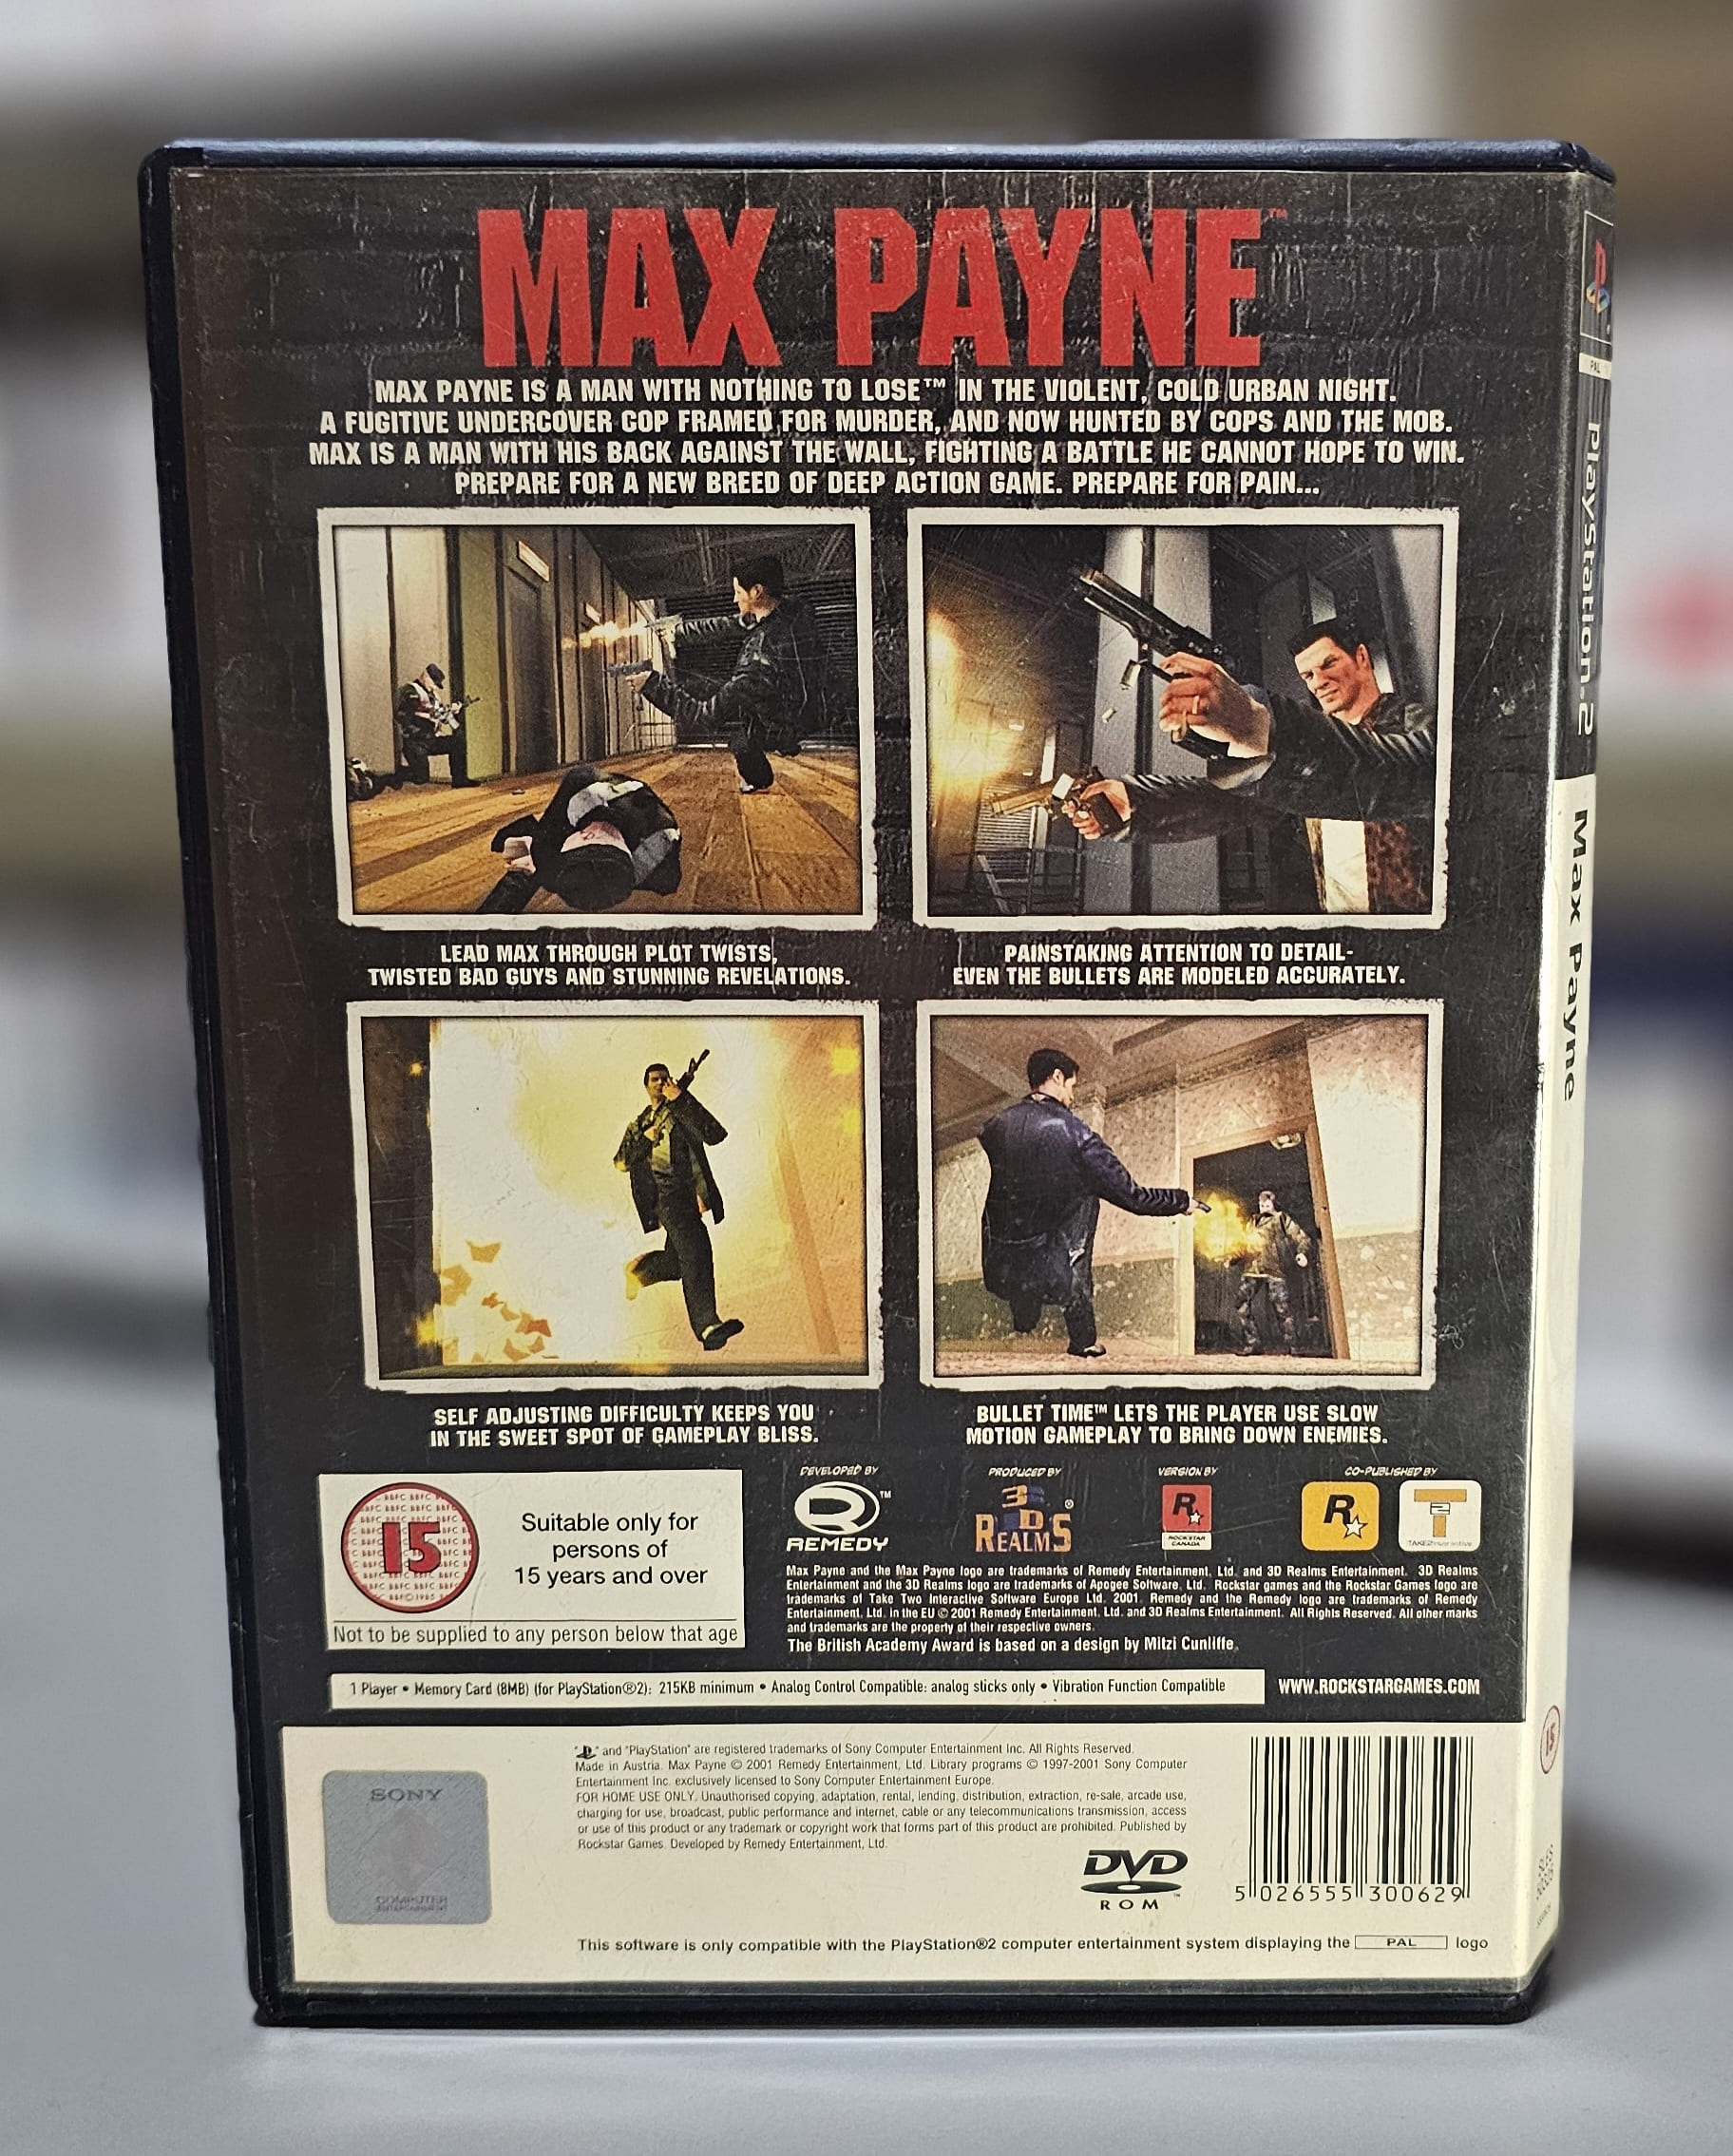 MAX PAYNE™
MAX PAYNE IS A MAN WITH NOTHING TO LOSE™ IN THE VIOLENT, COLD URBAN NIGHT.
A FUGITIVE UNDERCOVER COP FRAMED FOR MURDER, AND NOW HUNTED BY COPS AND THE MOB.
MAX IS A MAN WITH HIS BACK AGAINST THE WALL, FIGHTING A BATTLE HE CANNOT HOPE TO WIN.
PREPARE FOR A NEW BREED OF DEEP ACTION GAME. PREPARE FOR PAIN...
LEAD MAX THROUGH PLOT TWISTS,
TWISTED BAD GUYS AND STUNNING REVELATIONS.
PAINSTAKING ATTENTION TO DETAIL-
EVEN THE BULLETS ARE MODELED ACCURATELY.
SELF ADJUSTING DIFFICULTY KEEPS YOU
IN THE SWEET SPOT OF GAMEPLAY BLISS.
BULLET TIME™ LETS THE PLAYER USE SLOW
MOTION GAMEPLAY TO BRING DOWN ENEMIES.
15
Suitable only for
persons of
15 years and over
Not to be supplied to any person below that age
DEVELOPED BY
REMEDY™
PRODUCED BY
3D REALMS®
VERSION BY
R
ROCKSTAR
CANADA
CO-PUBLISHED BY
R
T
Max Payne and the Max Payne logo are trademarks of Remedy Entertainment, Ltd. and 3D Realms Entertainment. 3D Realms
Entertainment and the 3D Realms logo are trademarks of Apogee Software, Ltd. Rockstar games and the Rockstar Games logo are
trademarks of Take Two Interactive Software Europe Ltd. 2001. Remedy and the Remedy logo are trademarks of Remedy
Entertainment, Ltd. in the EU © 2001 Remedy Entertainment, Ltd. and 3D Realms Entertainment. All Rights Reserved. All other marks
and trademarks are the property of their respective owners.
The British Academy Award is based on a design by Mitzi Cunliffe.
1 Player • Memory Card (8MB) (for PlayStation®2): 215KB minimum • Analog Control Compatible: analog sticks only • Vibration Function Compatible
WWW.ROCKSTARGAMES.COM
SONY
COMPUTER
ENTERTAINMENT
" " and "PlayStation" are registered trademarks of Sony Computer Entertainment Inc. All Rights Reserved.
Made in Austria. Max Payne © 2001 Remedy Entertainment, Ltd. Library programs © 1997-2001 Sony Computer
Entertainment Inc. exclusively licensed to Sony Computer Entertainment Europe.
FOR HOME USE ONLY. Unauthorised copying, adaptation, rental, lending, distribution, extraction, re-sale, arcade use,
charging for use, broadcast, public performance and internet, cable or any telecommunications transmission, access
or use of this product or any trademark or copyright work that forms part of this product are prohibited. Published by
Rockstar Games. Developed by Remedy Entertainment, Ltd.
DVD
ROM
5 026555 300629
This software is only compatible with the PlayStation®2 computer entertainment system displaying the PAL logo
PAL
PlayStation.2
Max Payne
15